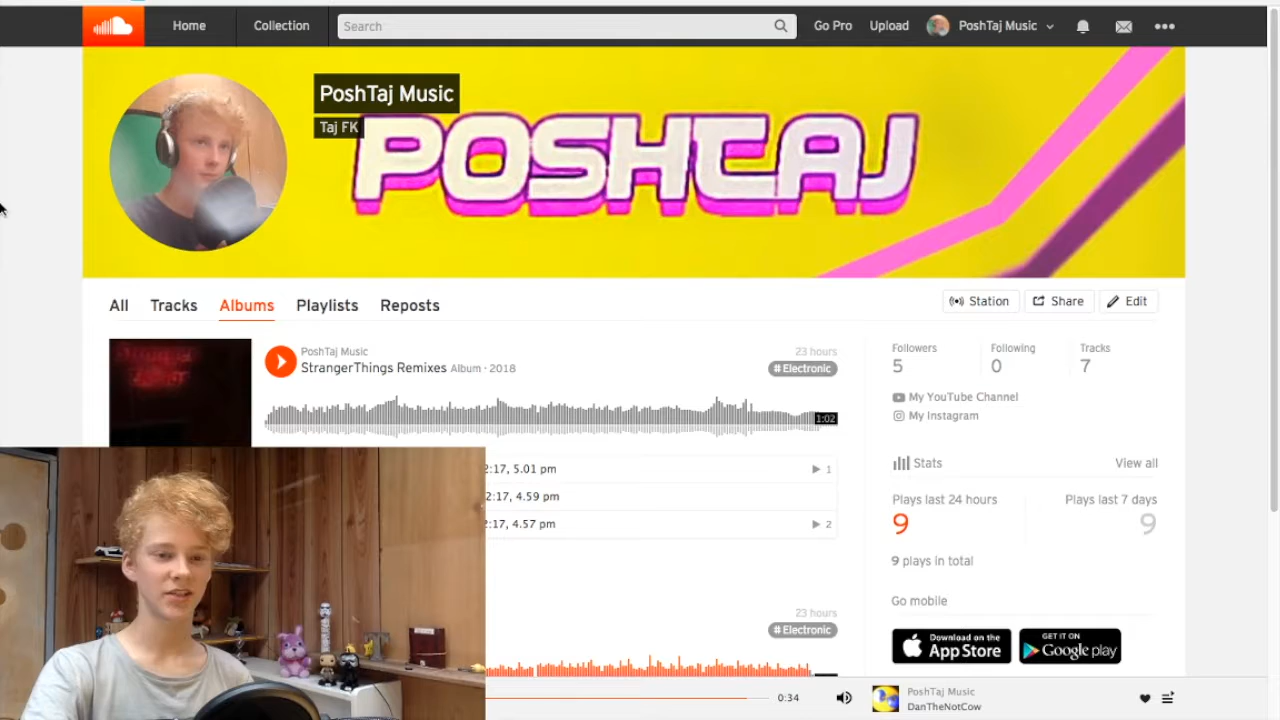 Home
Collection
Search
Go Pro
Upload
PoshTaj Music
PoshTaj Music
Taj FK
POSHTAJ
All
Tracks
Albums
Playlists
Reposts
Station
Share
Edit
PoshTaj Music
StrangerThings Remixes Album · 2018
23 hours
# Electronic
1:02
2:17, 5.01 pm
1
2:17, 4.59 pm
2:17, 4.57 pm
2
23 hours
# Electronic
Followers
5
Following
0
Tracks
7
My YouTube Channel
My Instagram
Stats
View all
Plays last 24 hours
9
Plays last 7 days
9
9 plays in total
Go mobile
Download on the
App Store
GET IT ON
Google play
0:34
PoshTaj Music
DanTheNotCow